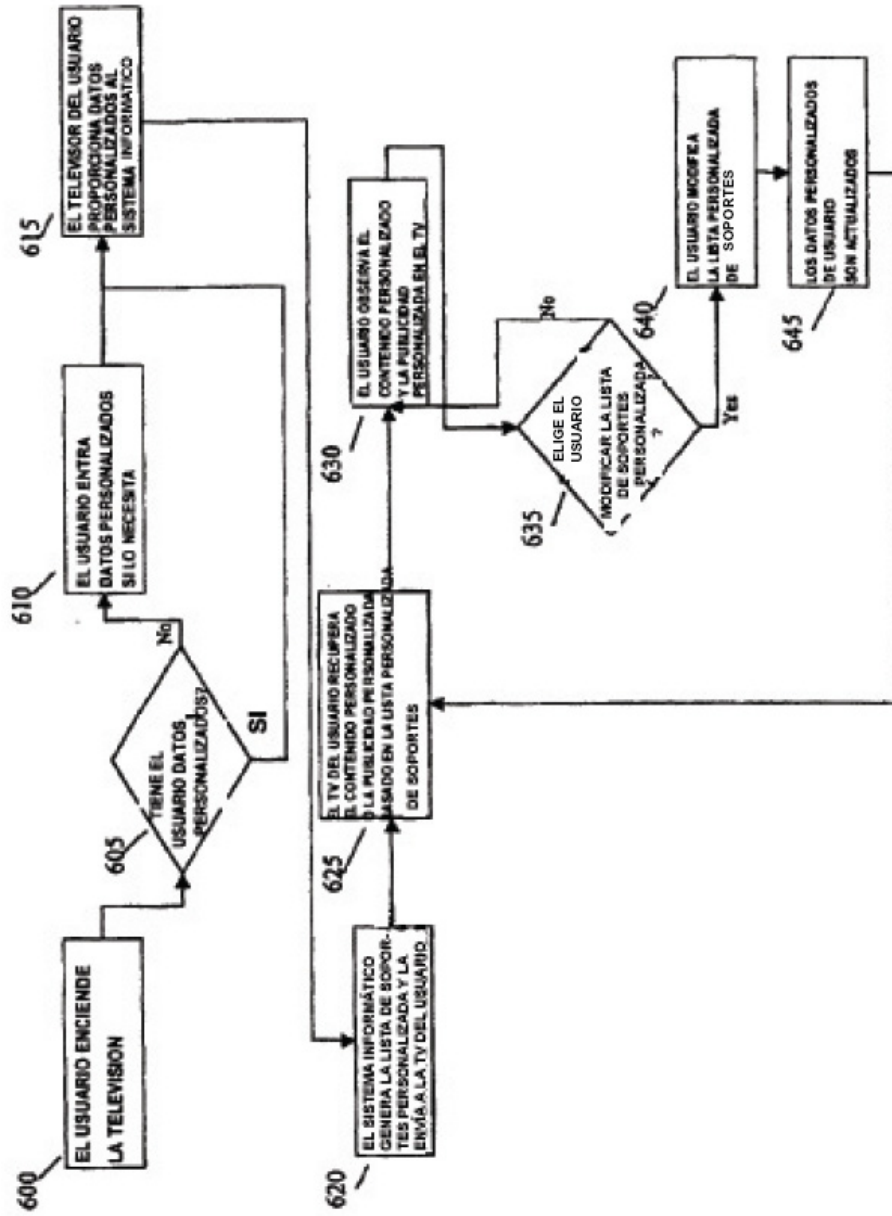 600
EL USUARIO ENCIENDE
LA TELEVISION
605
TIENE EL
USUARIO DATOS
PERSONALIZADOS?
No
SI
610
EL USUARIO ENTRA
DATOS PERSONALIZADOS
SI LO NECESITA
615
EL TELEVISOR DEL USUARIO
PROPORCIONA DATOS
PERSONALIZADOS AL
SISTEMA INFORMÁTICO
620
EL SISTEMA INFORMÁTICO
GENERA LA LISTA DE SOPOR-
TES PERSONALIZADA Y LA
ENVÍA A LA TV DEL USUARIO
625
EL TV DEL USUARIO RECUPERA
EL CONTENIDO PERSONALIZADO
O LA PUBLICIDAD PERSONALIZADA
BASADO EN LA LISTA PERSONALIZADA
DE SOPORTES
630
EL USUARIO OBSERVA EL
CONTENIDO PERSONALIZADO
Y LA PUBLICIDAD
PERSONALIZADA EN EL TV
635
ELIGE EL
USUARIO
MODIFICAR LA LISTA
DE SOPORTES
PERSONALIZADA
?
No
Yes
640
EL USUARIO MODIFICA
LA LISTA PERSONALIZADA
DE SOPORTES
645
LOS DATOS PERSONALIZADOS
DE USUARIO
SON ACTUALIZADOS